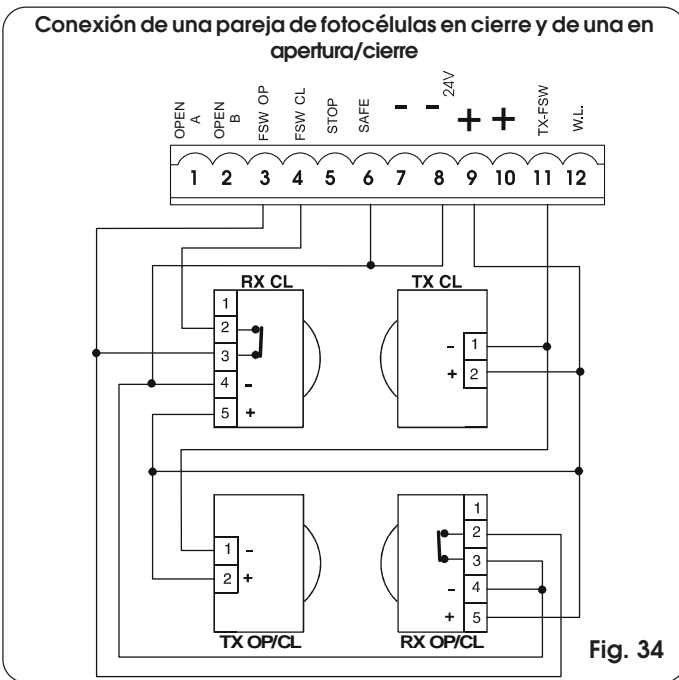 Conexión de una pareja de fotocélulas en cierre y de una en
apertura/cierre
OPEN A
OPEN B
FSW OP
FSW CL
STOP
SAFE
-
-
24V
+
+
TX-FSW
W.L.
1 2 3 4 5 6 7 8 9 10 11 12
RX CL
1
2
3
4 -
5 +
TX CL
- 1
+ 2
1 -
2 +
TX OP/CL
1
2
3
- 4
+ 5
RX OP/CL
Fig. 34